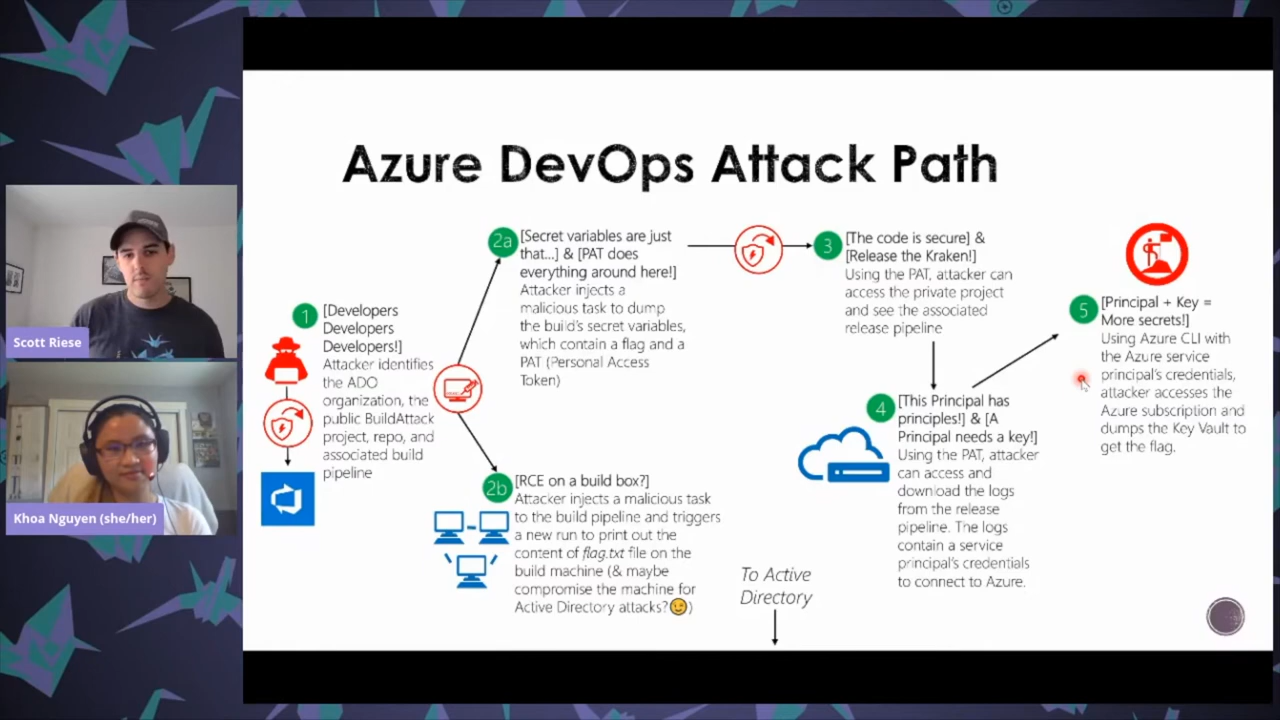 Azure DevOps Attack Path
Scott Riese
Khoa Nguyen (she/her)
1
[Developers
Developers
Developers!]
Attacker identifies
the ADO
organization, the
public BuildAttack
project, repo, and
associated build
pipeline
2a
[Secret variables are just
that...] & [PAT does
everything around here!]
Attacker injects a
malicious task to dump
the build's secret variables,
which contain a flag and a
PAT (Personal Access
Token)
2b
[RCE on a build box?]
Attacker injects a malicious task
to the build pipeline and triggers
a new run to print out the
content of flag.txt file on the
build machine (& maybe
compromise the machine for
Active Directory attacks?😉)
To Active
Directory
3
[The code is secure] &
[Release the Kraken!]
Using the PAT, attacker can
access the private project
and see the associated
release pipeline
4
[This Principal has
principles!] & [A
Principal needs a key!]
Using the PAT, attacker
can access and
download the logs
from the release
pipeline. The logs
contain a service
principal's credentials
to connect to Azure.
5
[Principal + Key =
More secrets!]
Using Azure CLI with
the Azure service
principal's credentials,
attacker accesses the
Azure subscription and
dumps the Key Vault to
get the flag.